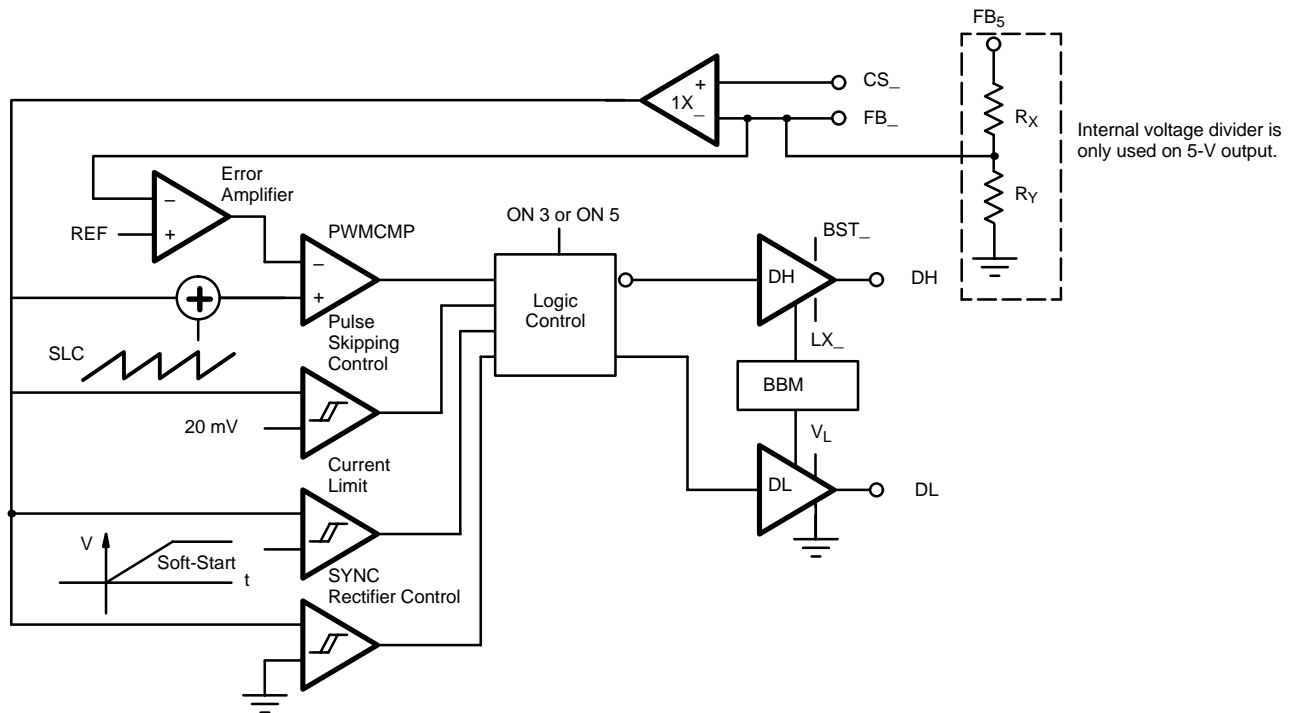 FB5
+
CS_
1X_
FB_
RX
Internal voltage divider is
only used on 5-V output.
RY
Error
Amplifier
–
REF
+
PWMCMP
ON 3 or ON 5
BST_
–
+
+
DH
DH
Logic
Control
LX_
Pulse
Skipping
Control
SLC
BBM
20 mV
VL
Current
Limit
DL
DL
V
Soft-Start
t
SYNC
Rectifier Control